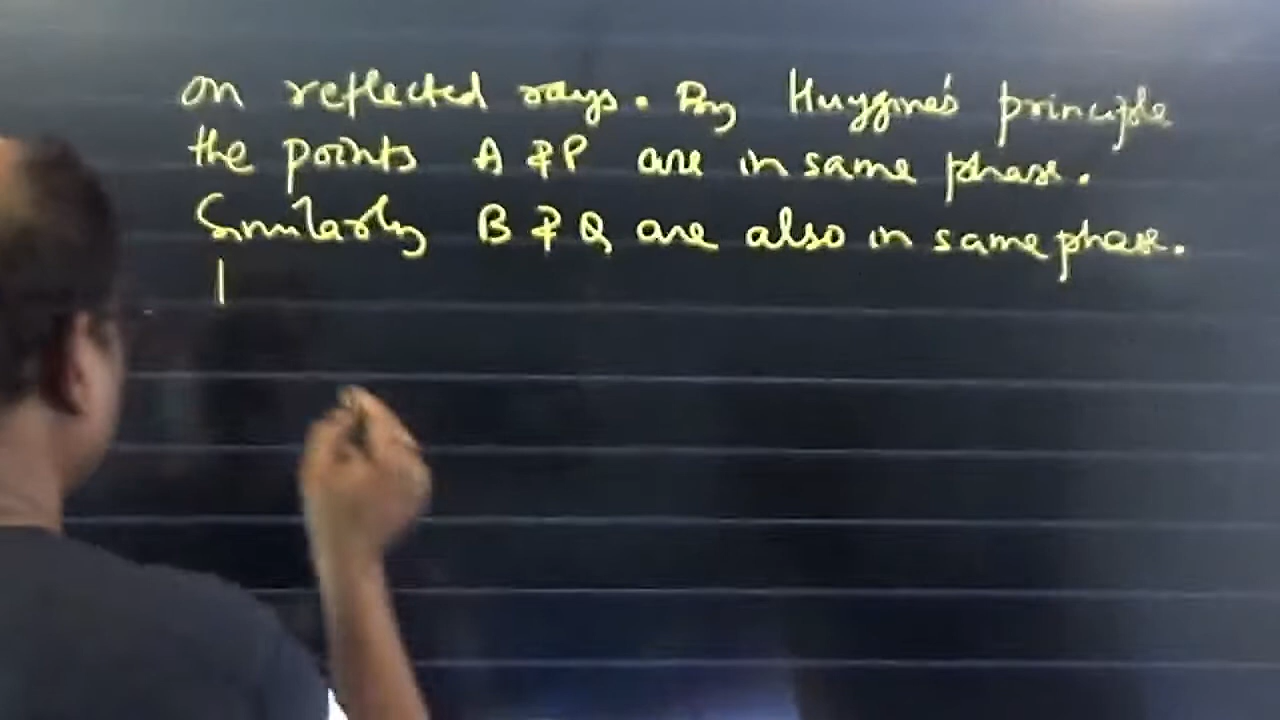 on reflected rays. By Huygne's principle
the points A & P are in same phase.
Similarly B & Q are also in same phase.